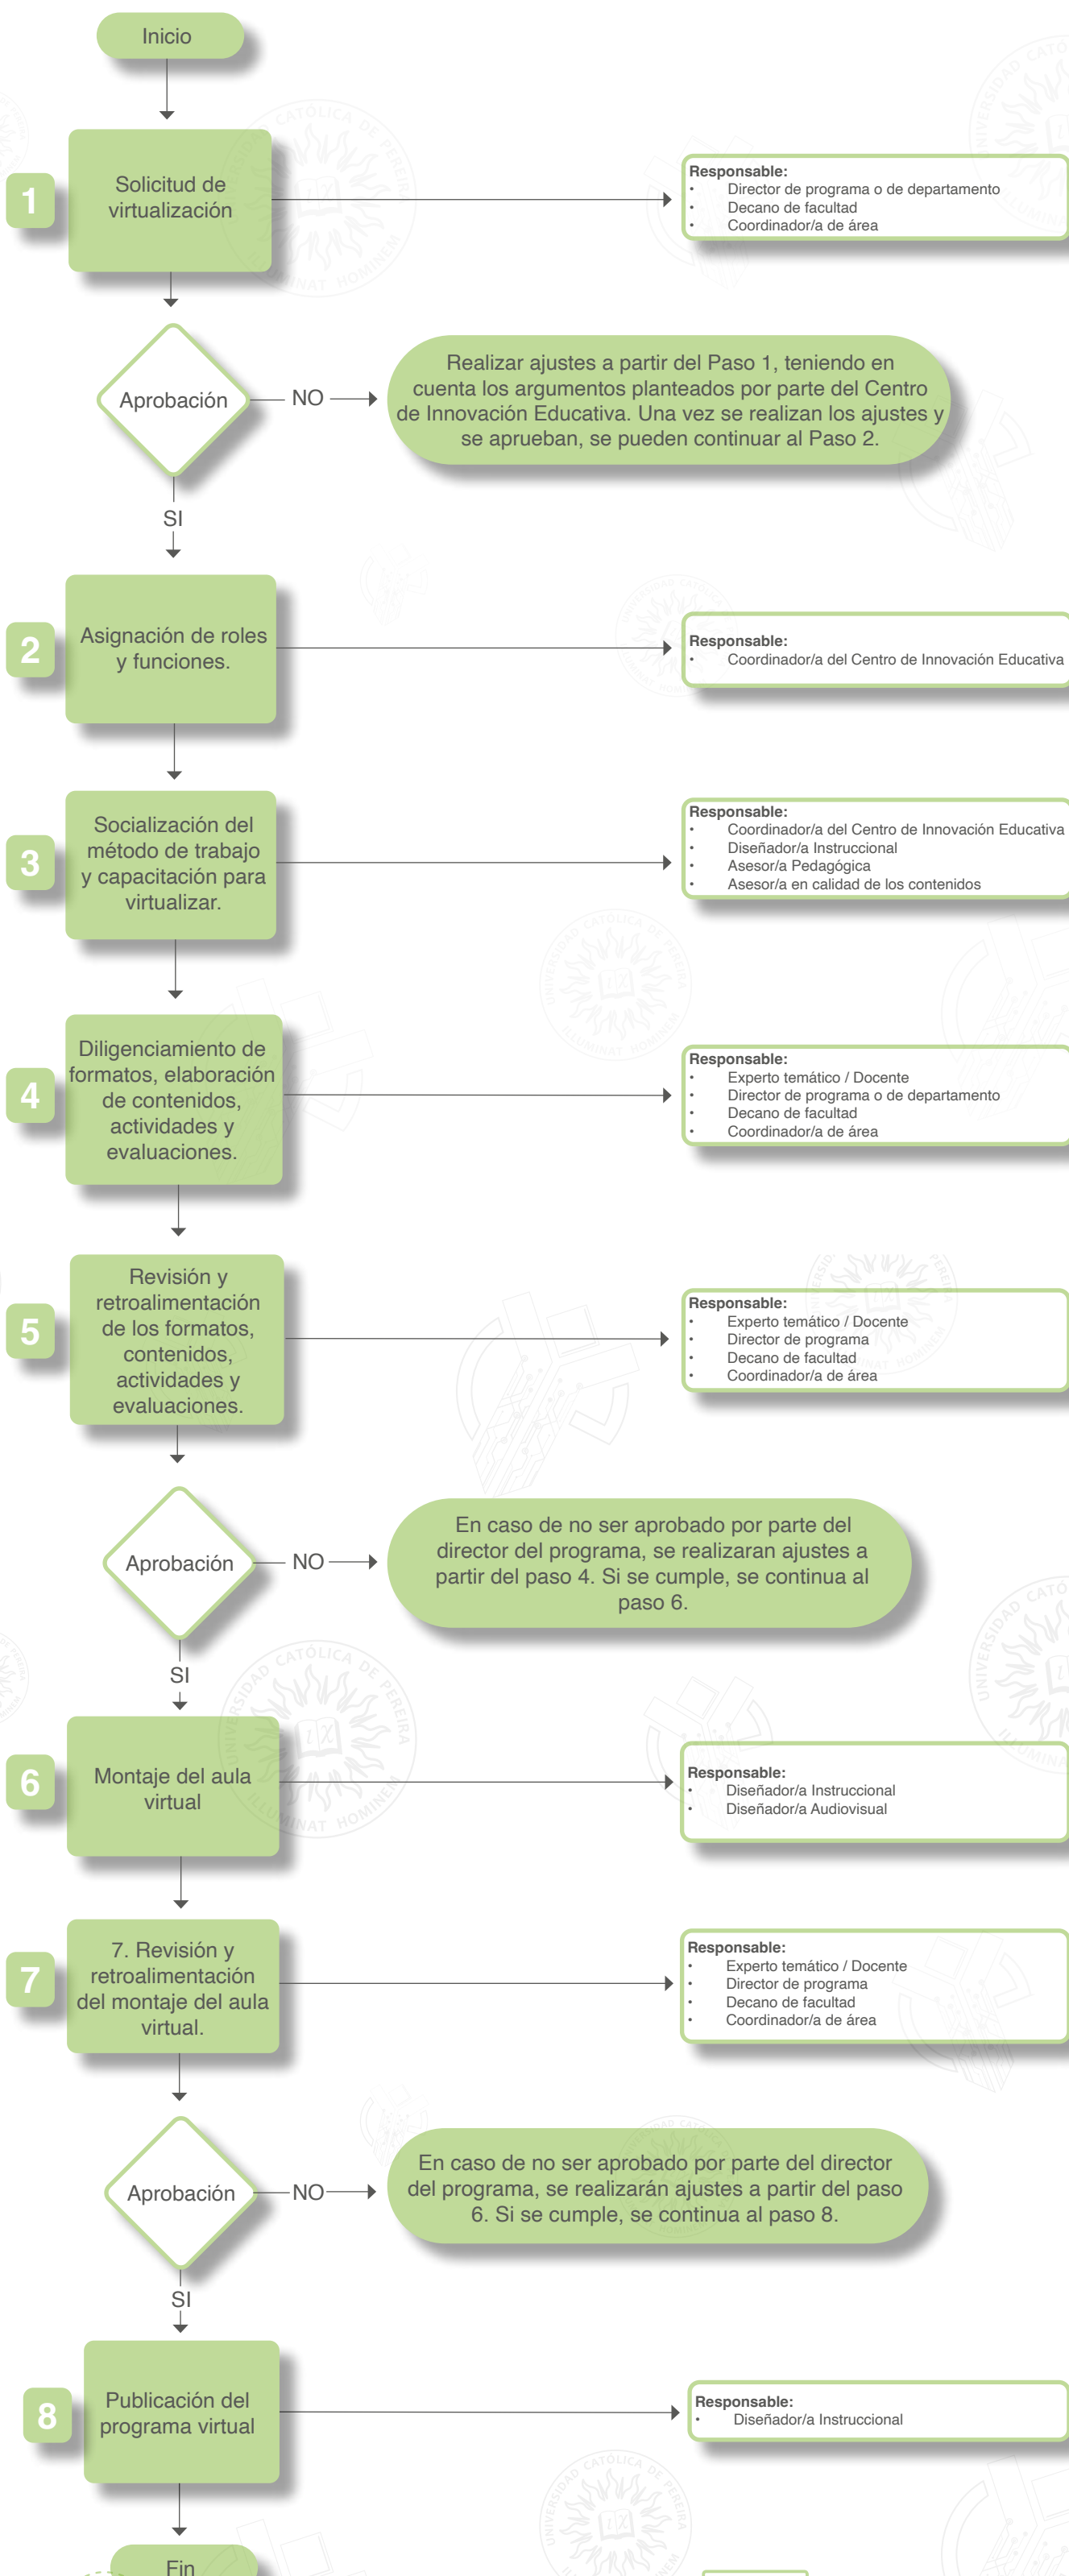 Inicio
1
Solicitud de
virtualización
Responsable:
• Director de programa o de departamento
• Decano de facultad
• Coordinador/a de área
Aprobación
NO
Realizar ajustes a partir del Paso 1, teniendo en
cuenta los argumentos planteados por parte del Centro
de Innovación Educativa. Una vez se realizan los ajustes y
se aprueban, se pueden continuar al Paso 2.
SI
2
Asignación de roles
y funciones.
Responsable:
• Coordinador/a del Centro de Innovación Educativa
3
Socialización del
método de trabajo
y capacitación para
virtualizar.
Responsable:
• Coordinador/a del Centro de Innovación Educativa
• Diseñador/a Instruccional
• Asesor/a Pedagógica
• Asesor/a en calidad de los contenidos
4
Diligenciamiento de
formatos, elaboración
de contenidos,
actividades y
evaluaciones.
Responsable:
• Experto temático / Docente
• Director de programa o de departamento
• Decano de facultad
• Coordinador/a de área
5
Revisión y
retroalimentación
de los formatos,
contenidos,
actividades y
evaluaciones.
Responsable:
• Experto temático / Docente
• Director de programa
• Decano de facultad
• Coordinador/a de área
Aprobación
NO
En caso de no ser aprobado por parte del
director del programa, se realizaran ajustes a
partir del paso 4. Si se cumple, se continua al
paso 6.
SI
6
Montaje del aula
virtual
Responsable:
• Diseñador/a Instruccional
• Diseñador/a Audiovisual
7
7. Revisión y
retroalimentación
del montaje del aula
virtual.
Responsable:
• Experto temático / Docente
• Director de programa
• Decano de facultad
• Coordinador/a de área
Aprobación
NO
En caso de no ser aprobado por parte del director
del programa, se realizarán ajustes a partir del paso
6. Si se cumple, se continua al paso 8.
SI
8
Publicación del
programa virtual
Responsable:
• Diseñador/a Instruccional
Fin
UNIVERSIDAD CATÓLICA DE PEREIRA
ILLUMINAT HOMINEM